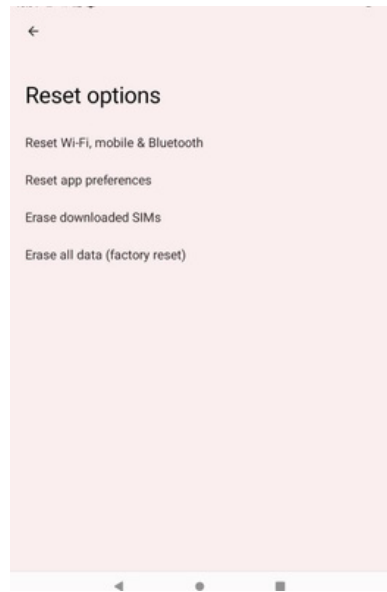 Reset options
Reset Wi-Fi, mobile & Bluetooth
Reset app preferences
Erase downloaded SIMs
Erase all data (factory reset)